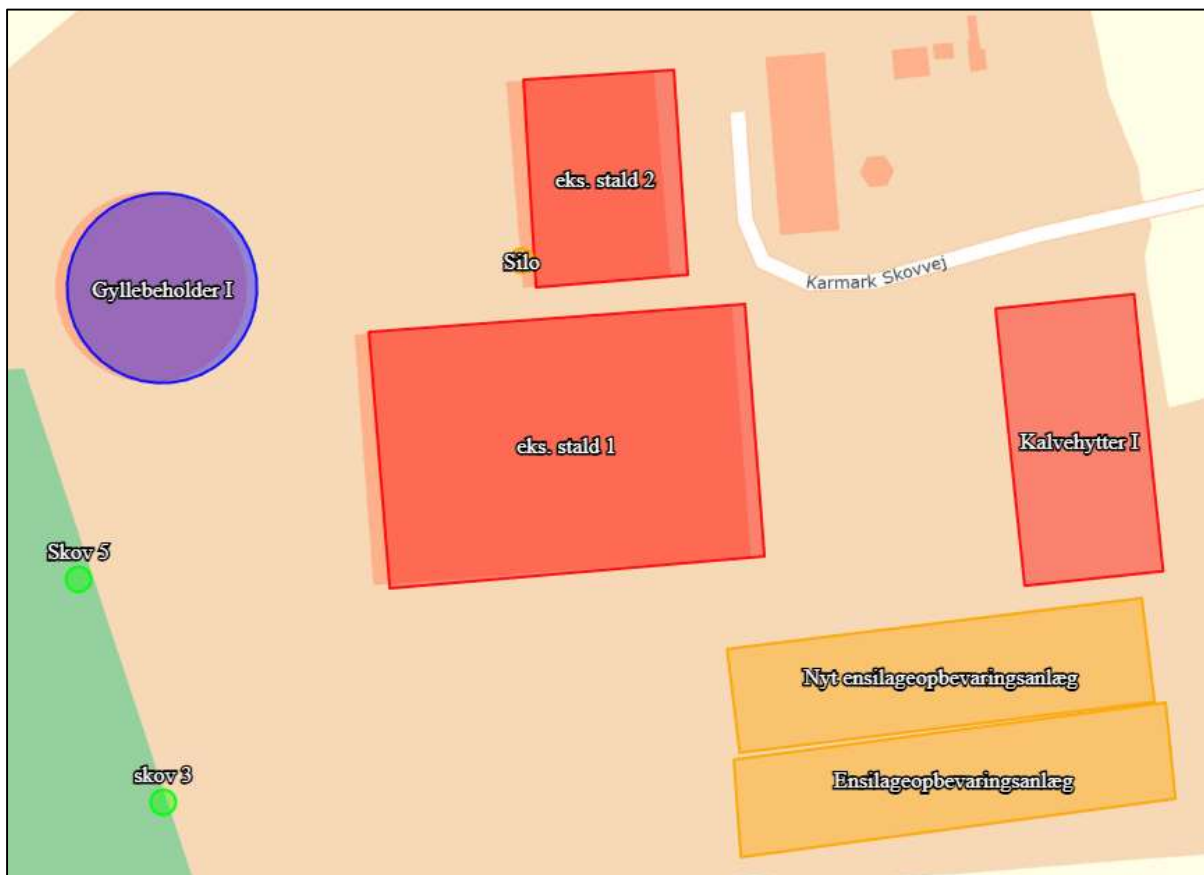 eks. stald 2
Silo
Gyllebeholder I
Karmark Skovvej
eks. stald 1
Kalvehytter I
Skov 5
Nyt ensilageopbevaringsanlæg
skov 3
Ensilageopbevaringsanlæg